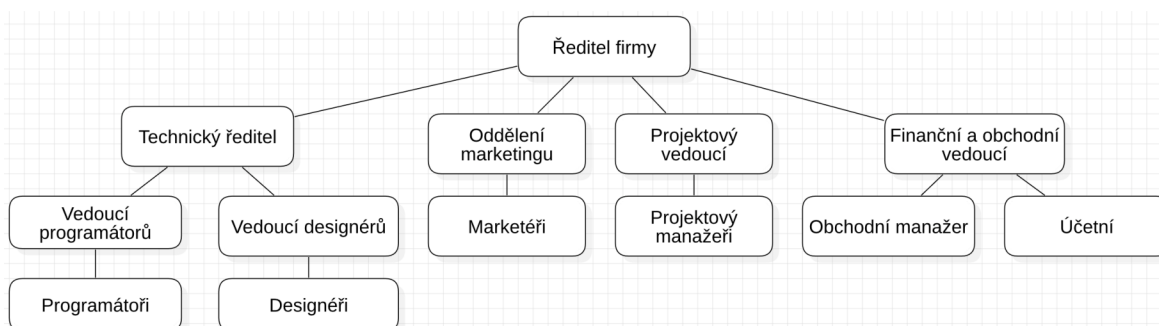 Ředitel firmy
Technický ředitel
Oddělení
marketingu
Projektový
vedoucí
Finanční a obchodní
vedoucí
Vedoucí
programátorů
Vedoucí designérů
Marketéři
Projektový
manažeři
Obchodní manažer
Účetní
Programátoři
Designéři